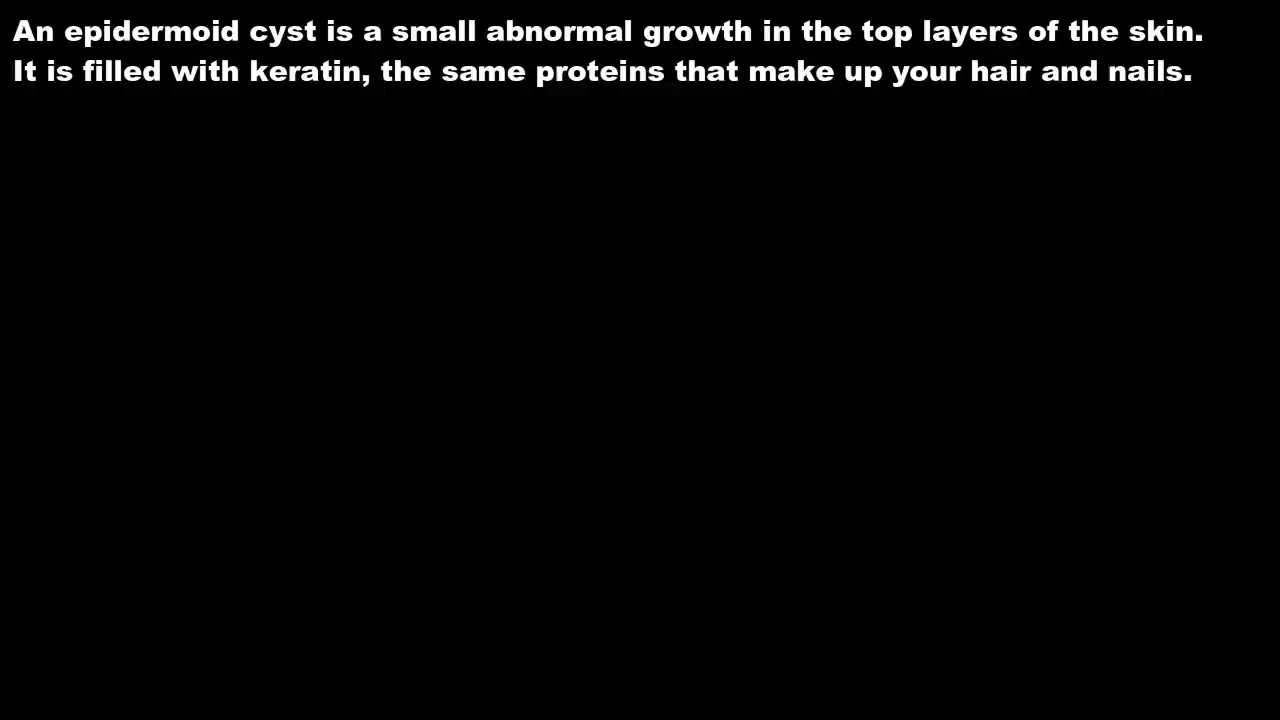 An epidermoid cyst is a small abnormal growth in the top layers of the skin.
It is filled with keratin, the same proteins that make up your hair and nails.